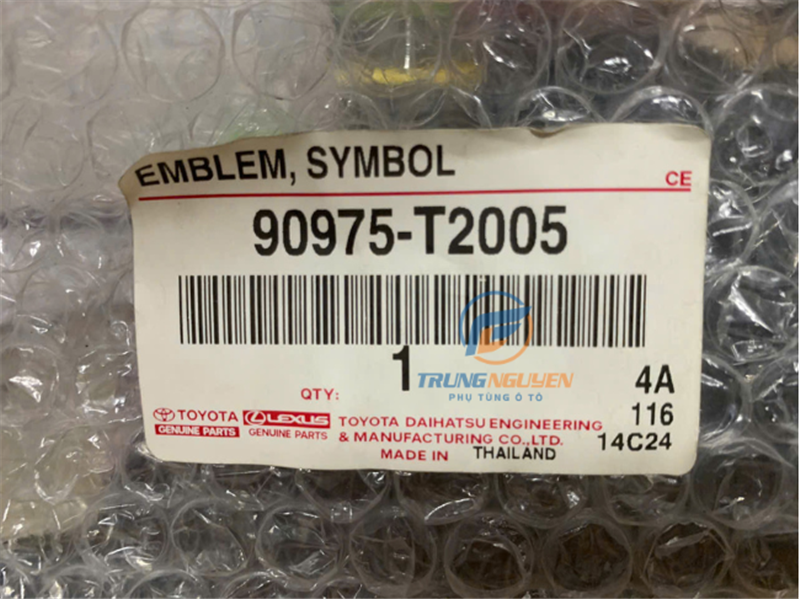 EMBLEM, SYMBOL
CE
90975-T2005
1
TRUNG NGUYEN
PHỤ TÙNG Ô TÔ
4A
QTY:
116
TOYOTA LEXUS TOYOTA DAIHATSU ENGINEERING
GENUINE PARTS GENUINE PARTS & MANUFACTURING CO.,LTD. 14C24
MADE IN THAILAND